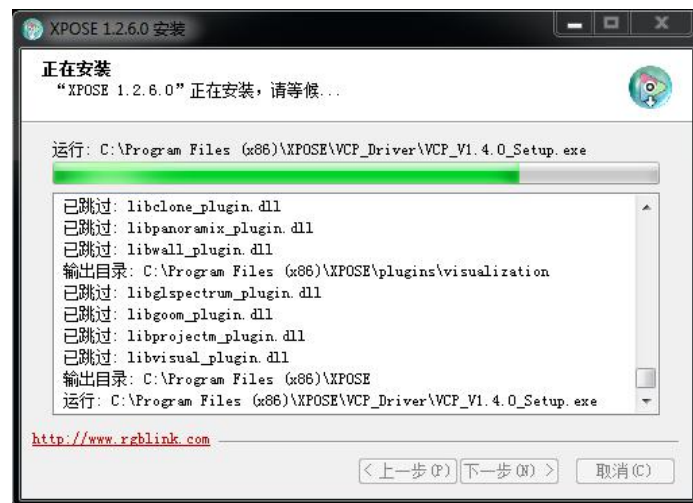 XPOSE 1.2.6.0 安装
正在安装
“XPOSE 1.2.6.0”正在安装，请等候...
运行: C:\Program Files (x86)\XPOSE\VCP_Driver\VCP_V1.4.0_Setup.exe
已跳过: libclone_plugin.dll
已跳过: libpanoramix_plugin.dll
已跳过: libwall_plugin.dll
输出目录: C:\Program Files (x86)\XPOSE\plugins\visualization
已跳过: libglspectrum_plugin.dll
已跳过: libgoom_plugin.dll
已跳过: libprojectm_plugin.dll
已跳过: libvisual_plugin.dll
输出目录: C:\Program Files (x86)\XPOSE
运行: C:\Program Files (x86)\XPOSE\VCP_Driver\VCP_V1.4.0_Setup.exe
http://www.rgblink.com
< 上一步(P) 下一步(N) > 取消(C)